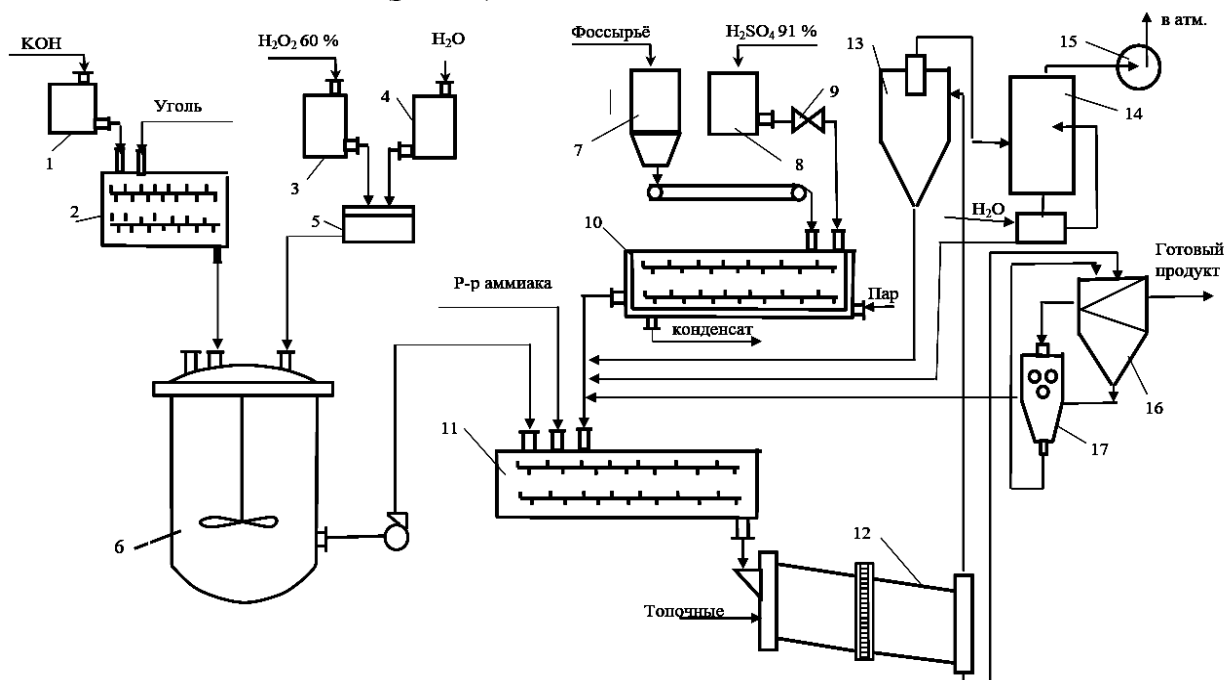 в атм.
КОН
H₂O₂ 60 %
H₂O
Фоссырьё
H₂SO₄ 91 %
13
15
Уголь
4
9
14
1
3
7
8
2
5
10
H₂O
Готовый
продукт
Р-р аммиака
Пар
конденсат
16
11
17
6
12
Топочные